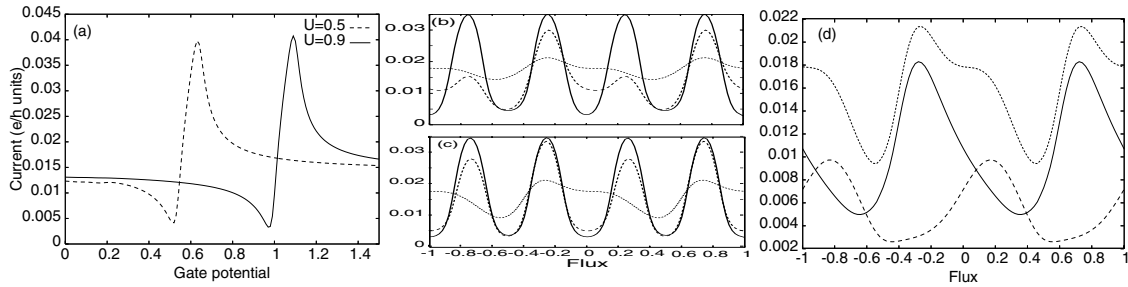 (a)
U=0.5
U=0.9
Current (e/h units)
0.045
0.04
0.035
0.03
0.025
0.02
0.015
0.01
0.005
0
0 0.2 0.4 0.6 0.8 1.0 1.2 1.4
Gate potential
(b)
0.03
0.02
0.01
(c)
0.03
0.02
0.01
-1 -0.8 -0.6 -0.4 -0.2 0 0.2 0.4 0.6 0.8 1
Flux
(d)
0.022
0.02
0.018
0.016
0.014
0.012
0.01
0.008
0.006
0.004
0.002
-1 -0.8 -0.6 -0.4 -0.2 0 0.2 0.4 0.6 0.8 1
Flux